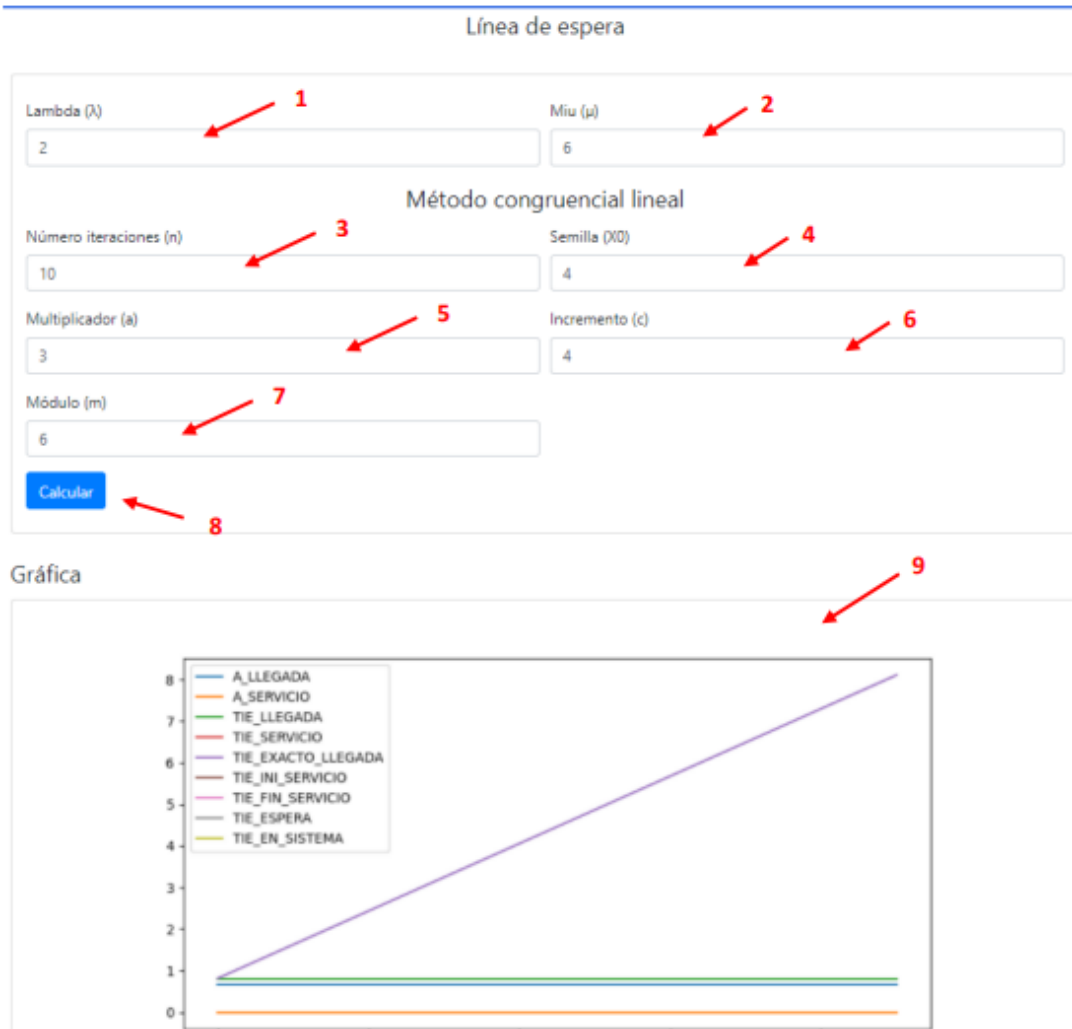 Línea de espera
1
2
Lambda (λ)
Miu (μ)
2
6
Método congruencial lineal
3
4
Número iteraciones (n)
Semilla (X0)
10
4
5
6
Multiplicador (a)
Incremento (c)
3
4
7
Módulo (m)
6
Calcular
8
Gráfica
9
A_LLEGADA
A_SERVICIO
TIE_LLEGADA
TIE_SERVICIO
TIE_EXACTO_LLEGADA
TIE_INI_SERVICIO
TIE_FIN_SERVICIO
TIE_ESPERA
TIE_EN_SISTEMA
8
7
6
5
4
3
2
1
0